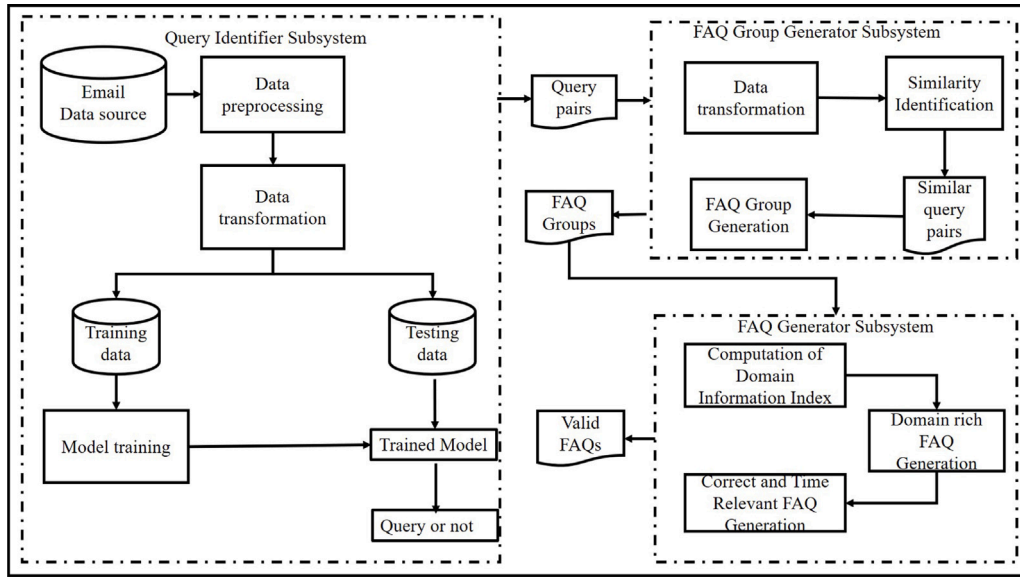 Query Identifier Subsystem
Email
Data source
Data
preprocessing
Data
transformation
Training
data
Testing
data
Model training
Trained Model
Query or not
Query
pairs
FAQ Group Generator Subsystem
Data
transformation
Similarity
Identification
Similar
query
pairs
FAQ Group
Generation
FAQ
Groups
FAQ Generator Subsystem
Computation of
Domain
Information Index
Domain rich
FAQ
Generation
Correct and Time
Relevant FAQ
Generation
Valid
FAQs